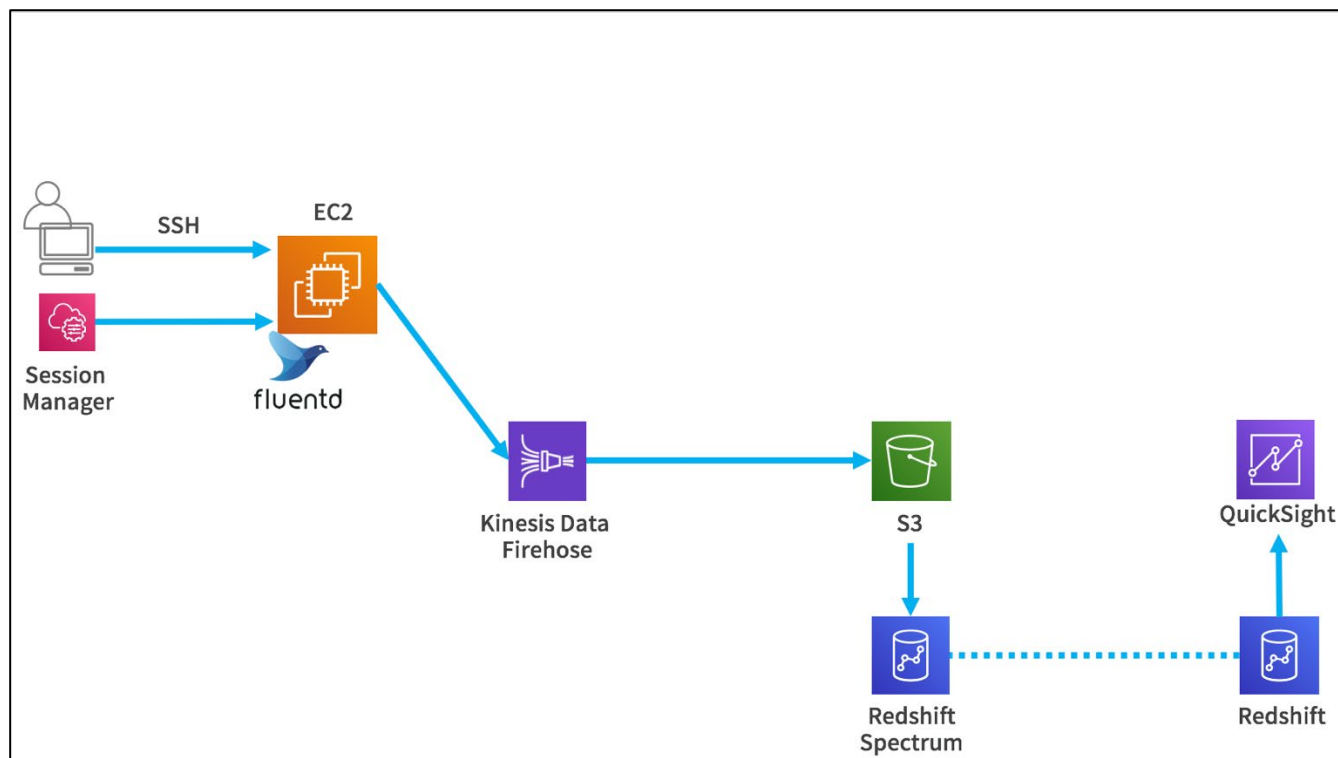 SSH
EC2
Session
Manager
fluentd
Kinesis Data
Firehose
S3
QuickSight
Redshift
Spectrum
Redshift